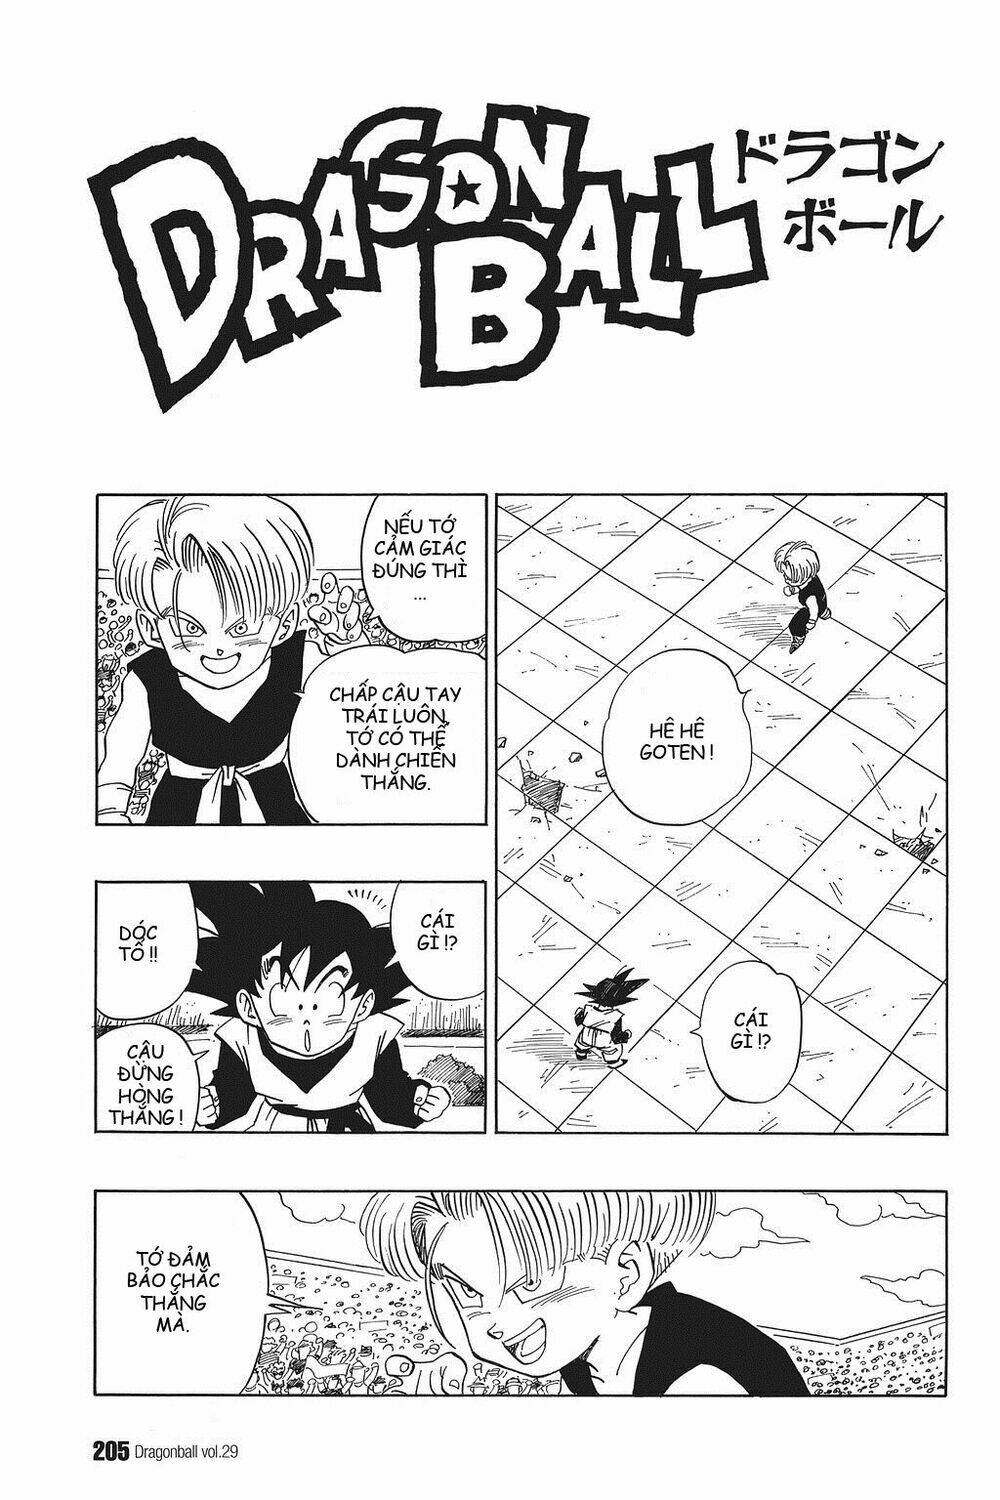 DRAGON
BALL
ドラゴン
ボール
HÊ HÊ
GOTEN !
CÁI
GÌ !?
NẾU TỚ
CẢM GIÁC
ĐÚNG THÌ
...
CHẤP CẬU TAY
TRÁI LUÔN,
TỚ CÓ THỂ
DÀNH CHIẾN
THẮNG.
CÁI
GÌ !?
DÓC
TỔ !!
CẬU
ĐỪNG
HÒNG
THẮNG !
TỚ ĐẢM
BẢO CHẮC
THẮNG
MÀ.
205 Dragonball vol.29